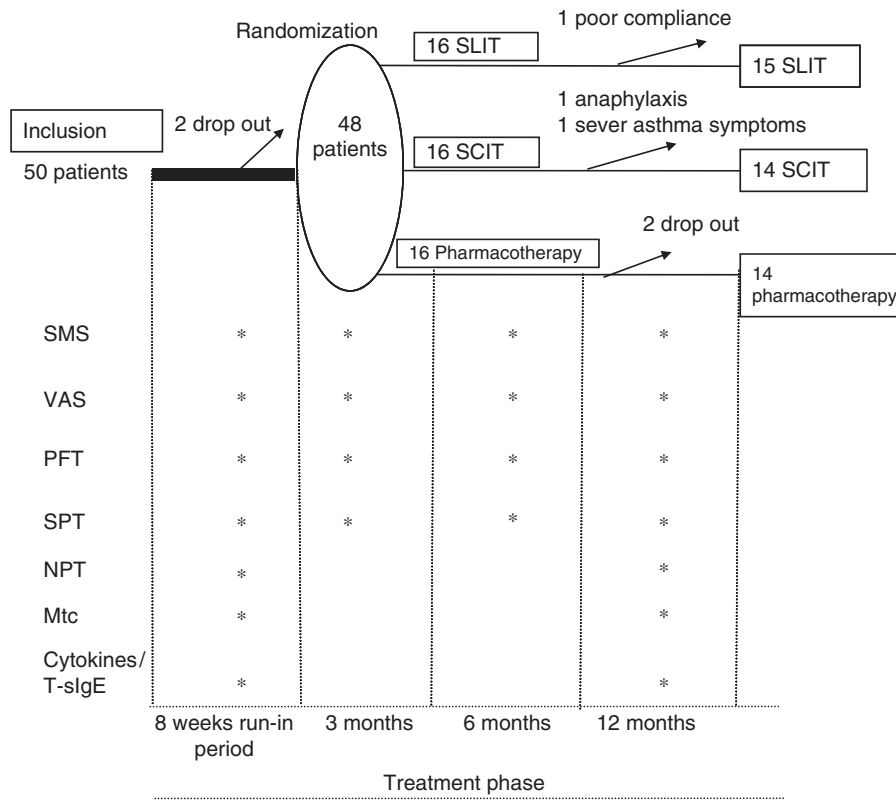 Randomization
1 poor compliance
16 SLIT
15 SLIT
Inclusion
50 patients
2 drop out
48
patients
1 anaphylaxis
1 sever asthma symptoms
16 SCIT
14 SCIT
2 drop out
16 Pharmacotherapy
14
pharmacotherapy
SMS * * * *
VAS * * * *
PFT * * * *
SPT * * * *
NPT * *
Mtc * *
Cytokines/
T-sIgE * *
8 weeks run-in
period
3 months
6 months
12 months
Treatment phase